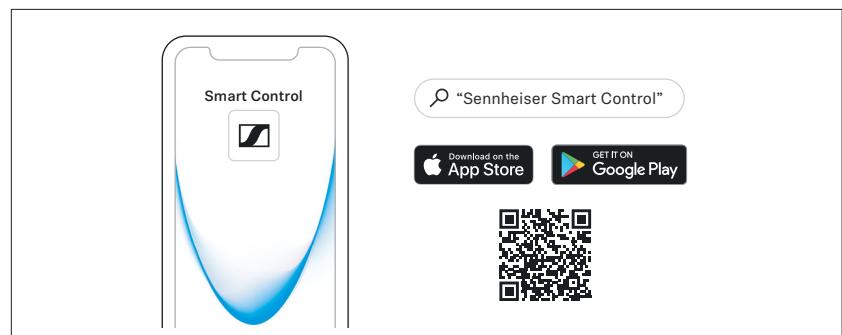 Smart Control
“Sennheiser Smart Control”
Download on the
App Store
GET IT ON
Google Play